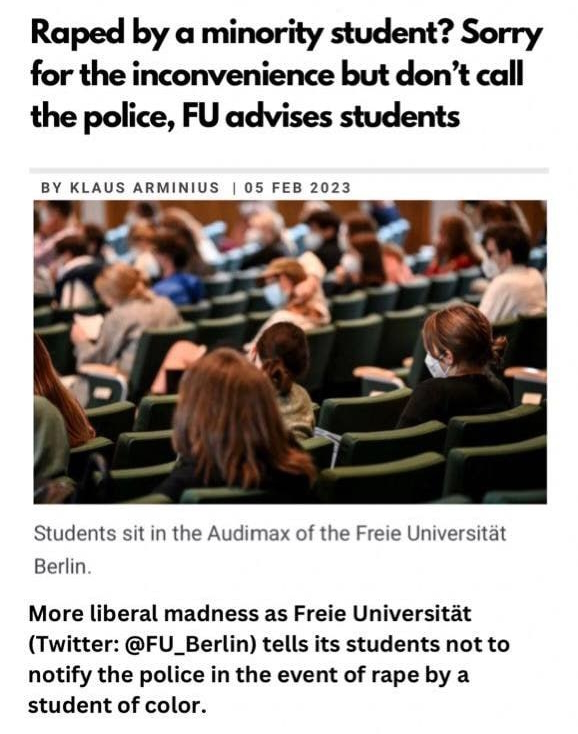 Raped by a minority student? Sorry
for the inconvenience but don't call
the police, FU advises students
BY KLAUS ARMINIUS | 05 FEB 2023
Students sit in the Audimax of the Freie Universität
Berlin.
More liberal madness as Freie Universität
(Twitter: @FU_Berlin) tells its students not to
notify the police in the event of rape by a
student of color.